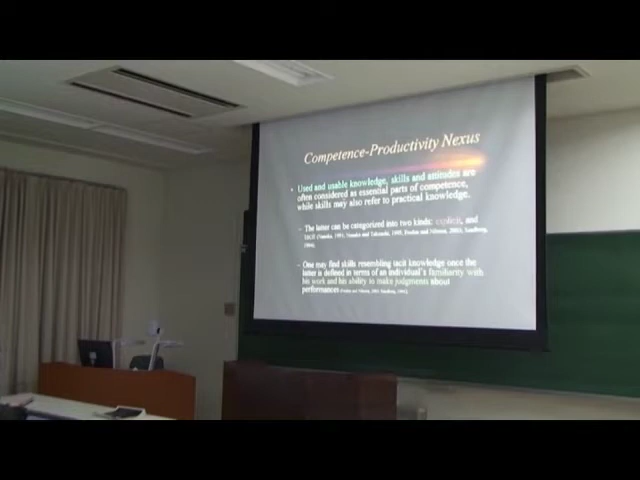 Competence-Productivity Nexus
• Used and usable knowledge, skills and attitudes are
often considered as essential parts of competence,
while skills may also refer to practical knowledge.
– The latter can be categorized into two kinds: explicit, and
– One may find skills resembling tacit knowledge once the
latter is defined in terms of an individual's familiarity with
his work and his ability to make judgments about
performances